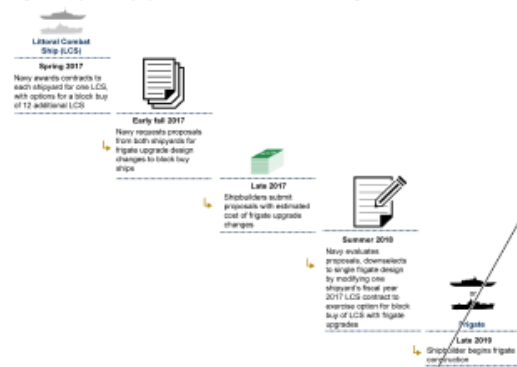 Littoral Combat
Ship (LCS)
Spring 2017
Navy awards contracts to
each shipyard for one LCS,
with options for a block buy
of 12 additional LCS
Early fall 2017
Navy requests proposals
from both shipyards for
frigate upgrade design
changes to block buy
ships
Late 2017
Shipbuilders submit
proposals with estimated
cost of frigate upgrade
changes
Summer 2018
Navy evaluates
proposals, downselects
to single frigate design
by modifying one
shipyard's fiscal year
2017 LCS contract to
exercise option for block
buy of LCS with frigate
upgrades
or
Frigate
Late 2019
Shipbuilder begins frigate
construction